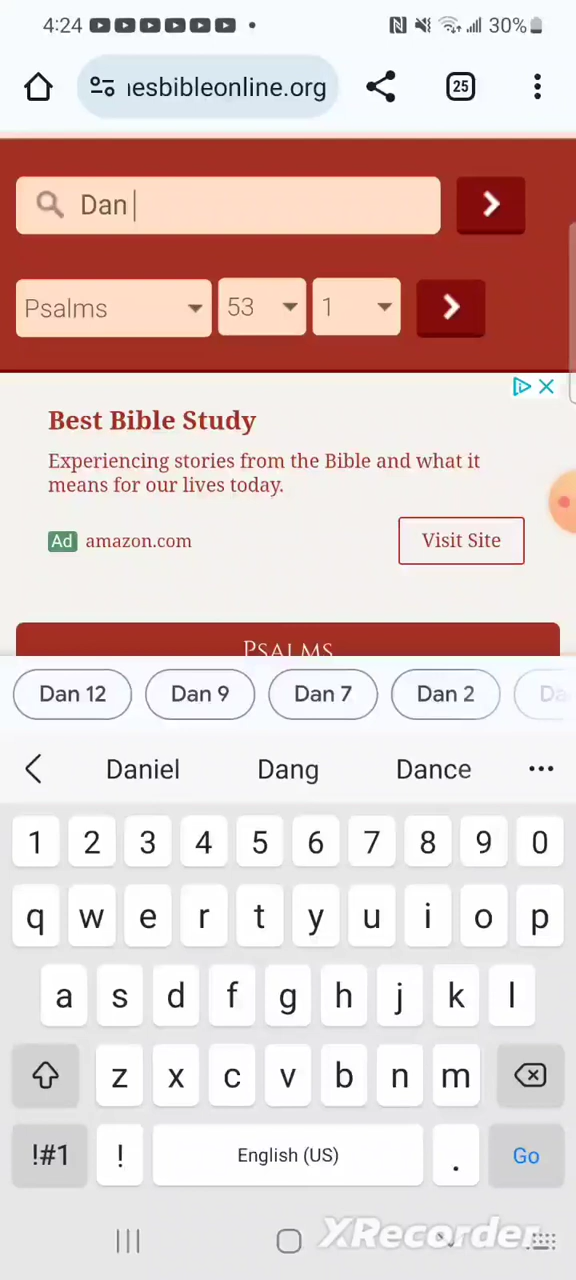 4:24
30%
nesbibleonline.org
25
Dan
Psalms 53 1
Best Bible Study
Experiencing stories from the Bible and what it
means for our lives today.
Ad amazon.com
Visit Site
PSALMS
Dan 12 Dan 9 Dan 7 Dan 2 Da
Daniel Dang Dance
1 2 3 4 5 6 7 8 9 0
q w e r t y u i o p
a s d f g h j k l
z x c v b n m
!#1 ! English (US) . Go
XRecorder